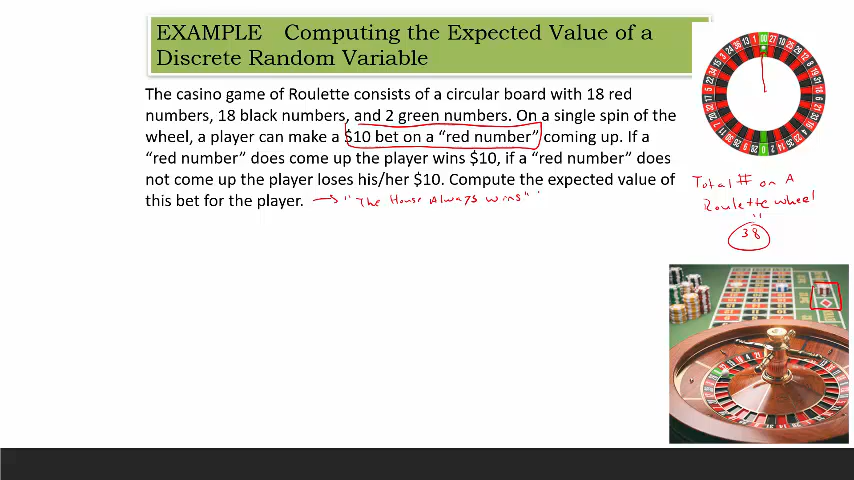 EXAMPLE Computing the Expected Value of a
Discrete Random Variable
The casino game of Roulette consists of a circular board with 18 red
numbers, 18 black numbers, and 2 green numbers. On a single spin of the
wheel, a player can make a $10 bet on a “red number” coming up. If a
“red number” does come up the player wins $10, if a “red number” does
not come up the player loses his/her $10. Compute the expected value of
this bet for the player. → "The House Always wins"
Total # on A
Roulette wheel
"
38